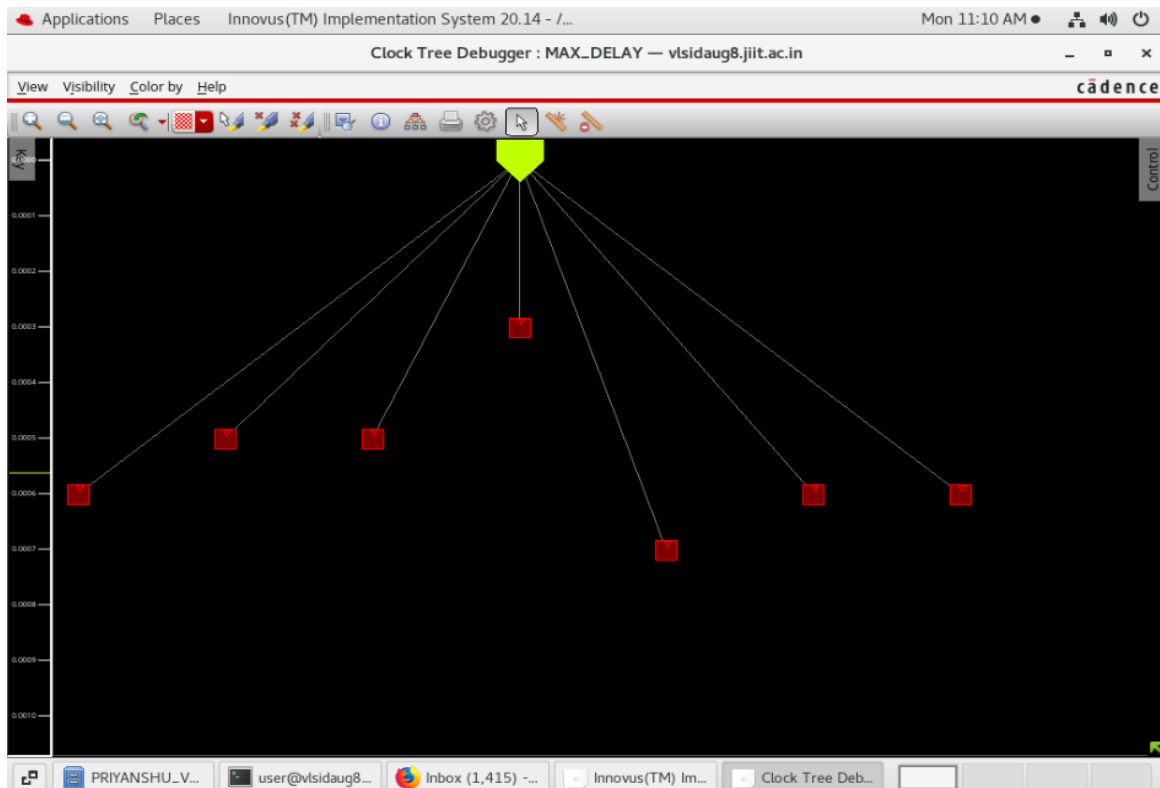 Applications Places Innovus(TM) Implementation System 20.14 - /... Mon 11:10 AM
Clock Tree Debugger : MAX_DELAY — vlsidaug8.jiit.ac.in
View Visibility Color by Help
cādence
Key
Control
0.0001
0.0002
0.0003
0.0004
0.0005
0.0006
0.0007
0.0008
0.0009
0.0010
PRIYANSHU_V... user@vlsidaug8... Inbox (1,415) -... Innovus(TM) Im... Clock Tree Deb...